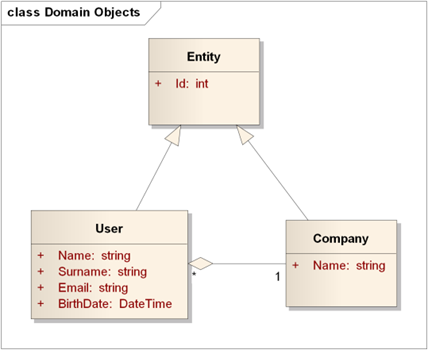 class Domain Objects
Entity
+ Id: int
User
+ Name: string
+ Surname: string
+ Email: string
+ BirthDate: DateTime
*
1
Company
+ Name: string